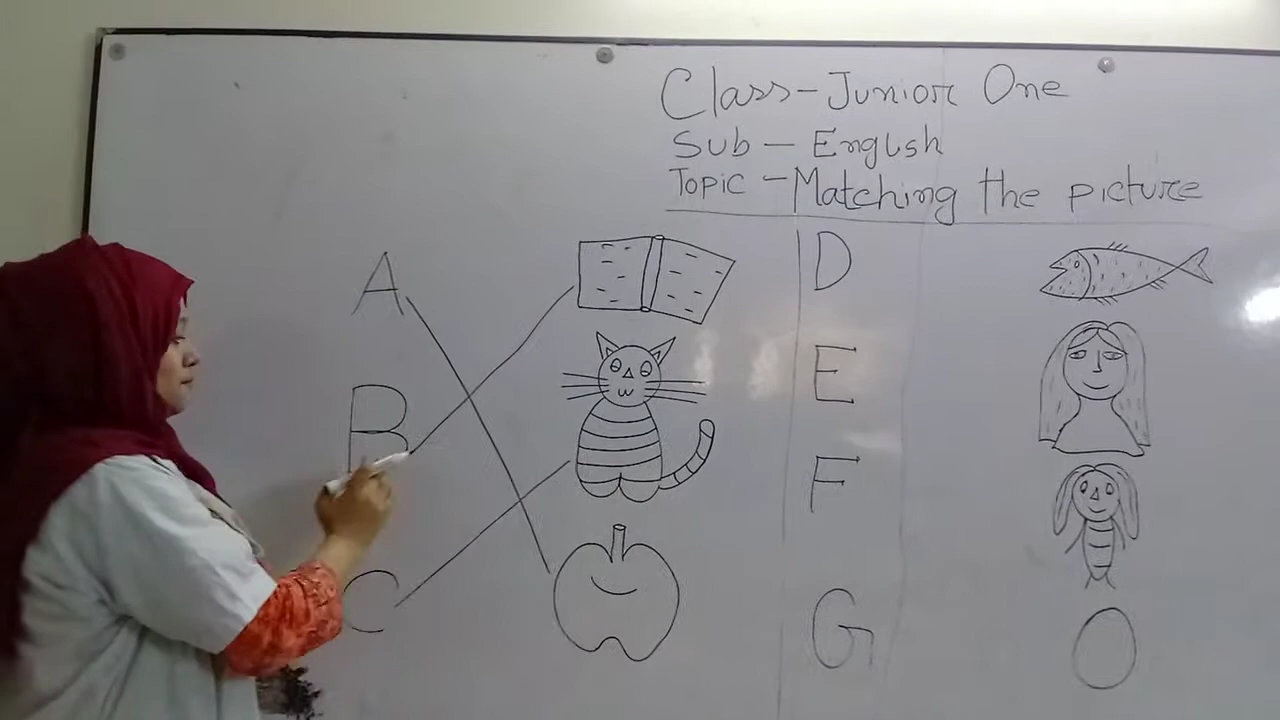 Class-Junior One
Sub - English
Topic - Matching the picture
A
B
C
D
E
F
G